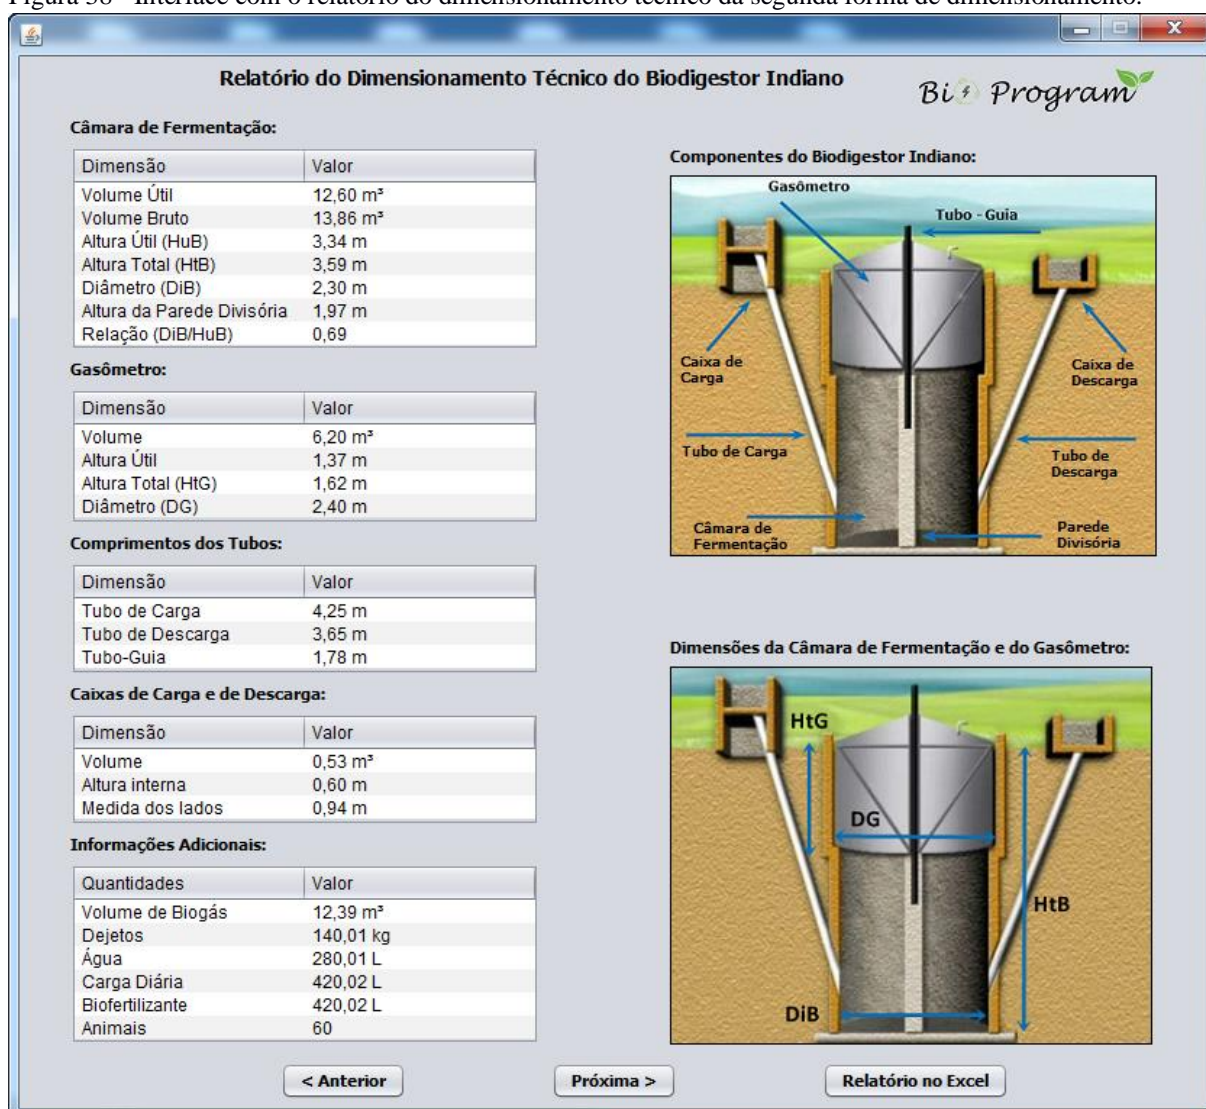 Figura 38 - Interface com o relatório do dimensionamento técnico da segunda forma de dimensionamento.
Relatório do Dimensionamento Técnico do Biodigestor Indiano
Bio Program
Câmara de Fermentação:
Dimensão Valor
Volume Útil 12,60 m³
Volume Bruto 13,86 m³
Altura Útil (HuB) 3,34 m
Altura Total (HtB) 3,59 m
Diâmetro (DiB) 2,30 m
Altura da Parede Divisória 1,97 m
Relação (DiB/HuB) 0,69
Gasômetro:
Dimensão Valor
Volume 6,20 m³
Altura Útil 1,37 m
Altura Total (HtG) 1,62 m
Diâmetro (DG) 2,40 m
Comprimentos dos Tubos:
Dimensão Valor
Tubo de Carga 4,25 m
Tubo de Descarga 3,65 m
Tubo-Guia 1,78 m
Caixas de Carga e de Descarga:
Dimensão Valor
Volume 0,53 m³
Altura interna 0,60 m
Medida dos lados 0,94 m
Informações Adicionais:
Quantidades Valor
Volume de Biogás 12,39 m³
Dejetos 140,01 kg
Água 280,01 L
Carga Diária 420,02 L
Biofertilizante 420,02 L
Animais 60
Componentes do Biodigestor Indiano:
Gasômetro
Tubo - Guia
Caixa de
Carga
Caixa de
Descarga
Tubo de Carga
Tubo de
Descarga
Câmara de
Fermentação
Parede
Divisória
Dimensões da Câmara de Fermentação e do Gasômetro:
HtG
DG
HtB
DiB
< Anterior
Próxima >
Relatório no Excel